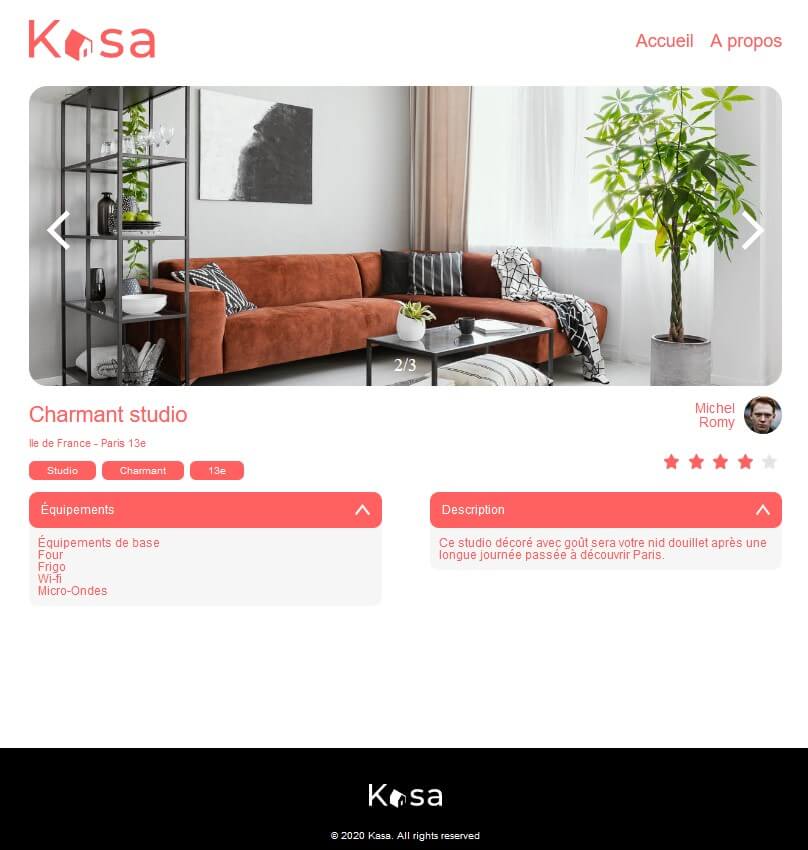 Kasa
Accueil A propos
2/3
Charmant studio
Michel
Romy
Ile de France - Paris 13e
Studio Charmant 13e
Équipements
Équipements de base
Four
Frigo
Wi-fi
Micro-Ondes
Description
Ce studio décoré avec goût sera votre nid douillet après une
longue journée passée à découvrir Paris.
Kasa
© 2020 Kasa. All rights reserved